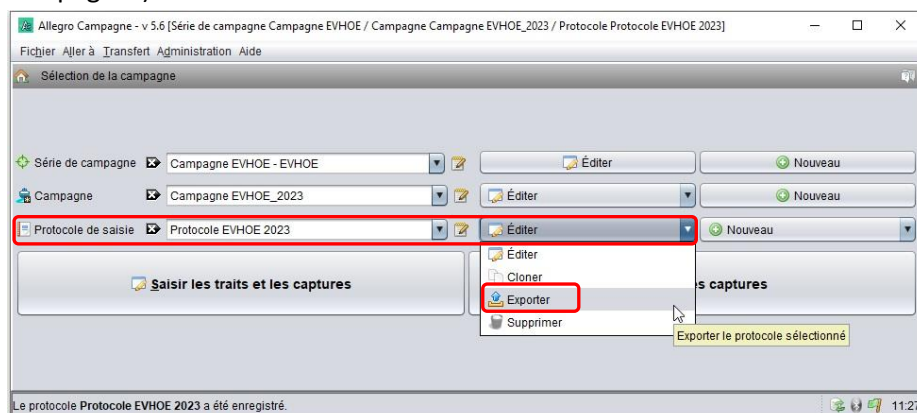 Allegro Campagne - v 5.6 [Série de campagne Campagne EVHOE / Campagne Campagne EVHOE_2023 / Protocole Protocole EVHOE 2023]
Fichier Aller à Transfert Administration Aide
Sélection de la campagne
Série de campagne Campagne EVHOE - EVHOE Éditer Nouveau
Campagne Campagne EVHOE_2023 Éditer Nouveau
Protocole de saisie Protocole EVHOE 2023 Éditer Nouveau
Éditer
Cloner
Saisir les traits et les captures s captures
Exporter
Supprimer
Exporter le protocole sélectionné
Le protocole Protocole EVHOE 2023 a été enregistré. 11:27